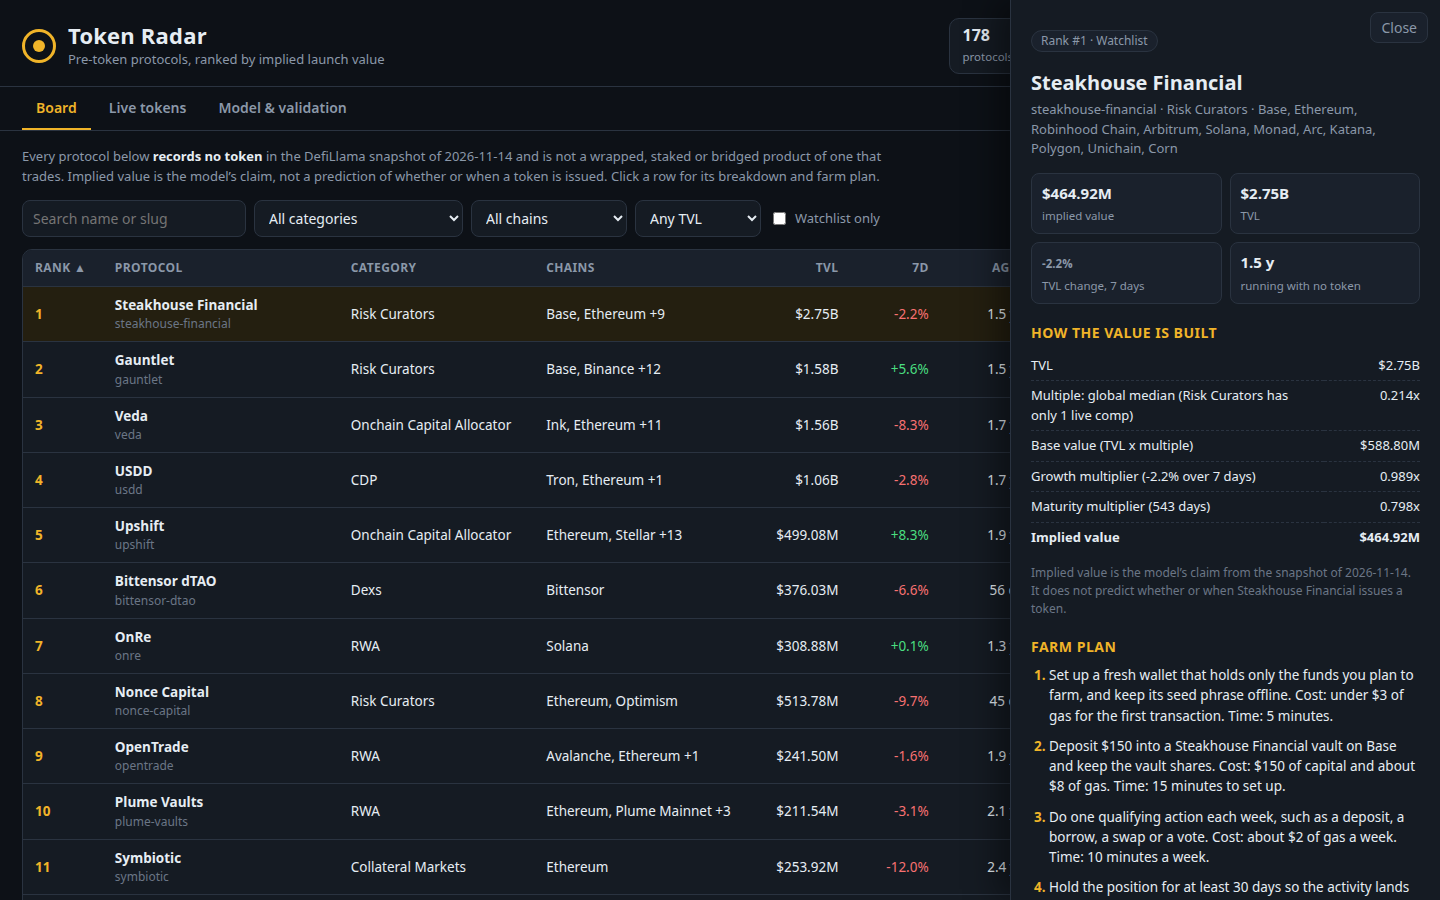 Token Radar
Pre-token protocols, ranked by implied launch value
178
protocols
Board
Live tokens
Model & validation
Every protocol below records no token in the DefiLlama snapshot of 2026-11-14 and is not a wrapped, staked or bridged product of one that
trades. Implied value is the model’s claim, not a prediction of whether or when a token is issued. Click a row for its breakdown and farm plan.
Search name or slug
All categories
All chains
Any TVL
Watchlist only
RANK ▲ PROTOCOL CATEGORY CHAINS TVL 7D AG
1 Steakhouse Financial Risk Curators Base, Ethereum +9 $2.75B -2.2% 1.5
steakhouse-financial
2 Gauntlet Risk Curators Base, Binance +12 $1.58B +5.6% 1.5
gauntlet
3 Veda Onchain Capital Allocator Ink, Ethereum +11 $1.56B -8.3% 1.7
veda
4 USDD CDP Tron, Ethereum +1 $1.06B -2.8% 1.7
usdd
5 Upshift Onchain Capital Allocator Ethereum, Stellar +13 $499.08M +8.3% 1.9
upshift
6 Bittensor dTAO Dexs Bittensor $376.03M -6.6% 56
bittensor-dtao
7 OnRe RWA Solana $308.88M +0.1% 1.3
onre
8 Nonce Capital Risk Curators Ethereum, Optimism $513.78M -9.7% 45
nonce-capital
9 OpenTrade RWA Avalanche, Ethereum +1 $241.50M -1.6% 1.9
opentrade
10 Plume Vaults RWA Ethereum, Plume Mainnet +3 $211.54M -3.1% 2.1
plume-vaults
11 Symbiotic Collateral Markets Ethereum $253.92M -12.0% 2.4
symbiotic
Close
Rank #1 · Watchlist
Steakhouse Financial
steakhouse-financial · Risk Curators · Base, Ethereum,
Robinhood Chain, Arbitrum, Solana, Monad, Arc, Katana,
Polygon, Unichain, Corn
$464.92M
implied value
$2.75B
TVL
-2.2%
TVL change, 7 days
1.5 y
running with no token
HOW THE VALUE IS BUILT
TVL $2.75B
Multiple: global median (Risk Curators has 0.214x
only 1 live comp)
Base value (TVL x multiple) $588.80M
Growth multiplier (-2.2% over 7 days) 0.989x
Maturity multiplier (543 days) 0.798x
Implied value $464.92M
Implied value is the model’s claim from the snapshot of 2026-11-14.
It does not predict whether or when Steakhouse Financial issues a
token.
FARM PLAN
1. Set up a fresh wallet that holds only the funds you plan to
farm, and keep its seed phrase offline. Cost: under $3 of
gas for the first transaction. Time: 5 minutes.
2. Deposit $150 into a Steakhouse Financial vault on Base
and keep the vault shares. Cost: $150 of capital and about
$8 of gas. Time: 15 minutes to set up.
3. Do one qualifying action each week, such as a deposit, a
borrow, a swap or a vote. Cost: about $2 of gas a week.
Time: 10 minutes a week.
4. Hold the position for at least 30 days so the activity lands